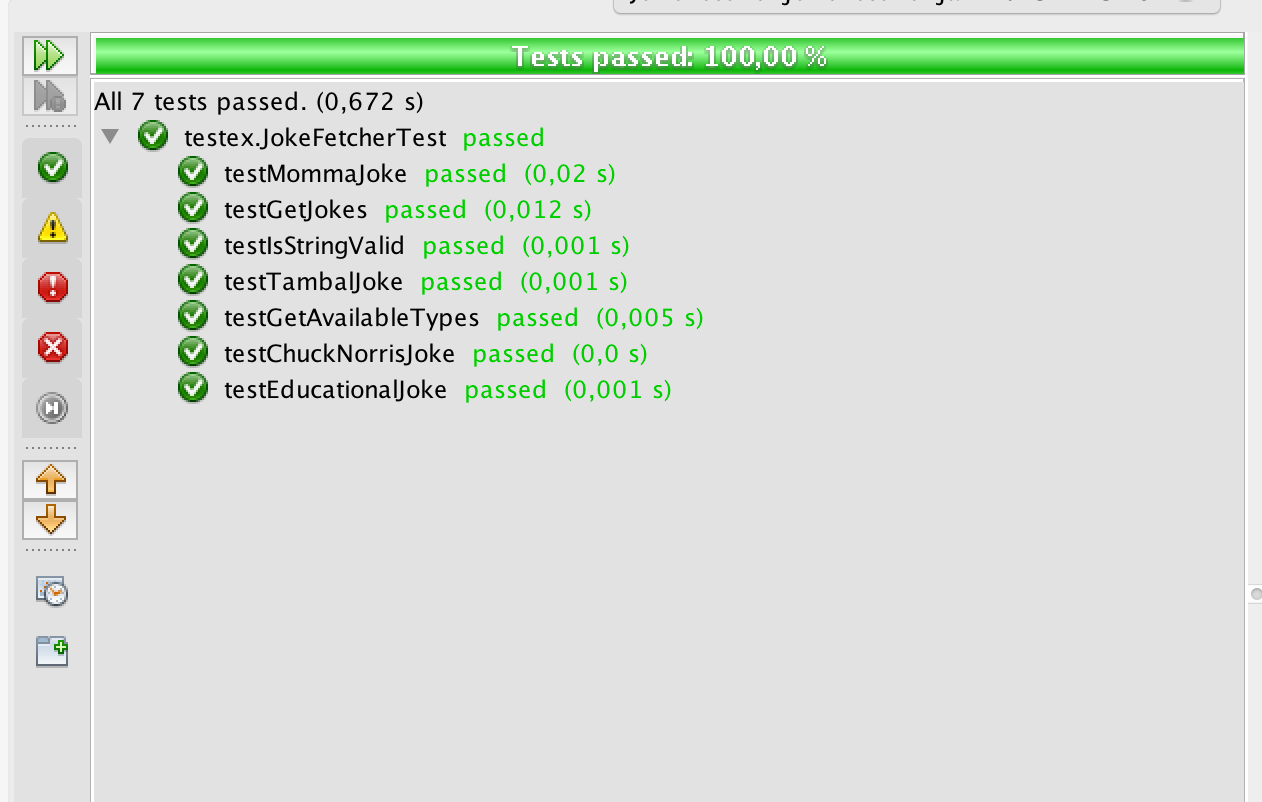 Tests passed: 100,00 %
All 7 tests passed. (0,672 s)
testex.JokeFetcherTest passed
testMommaJoke passed (0,02 s)
testGetJokes passed (0,012 s)
testIsStringValid passed (0,001 s)
testTambalJoke passed (0,001 s)
testGetAvailableTypes passed (0,005 s)
testChuckNorrisJoke passed (0,0 s)
testEducationalJoke passed (0,001 s)